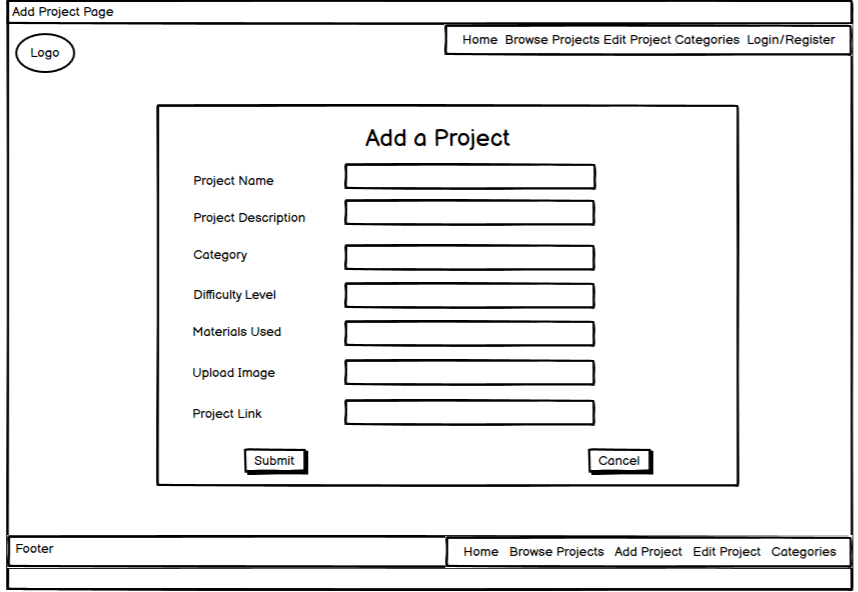 Add Project Page
Logo
Home Browse Projects Edit Project Categories Login/Register
Add a Project
Project Name
Project Description
Category
Difficulty Level
Materials Used
Upload Image
Project Link
Submit
Cancel
Footer
Home Browse Projects Add Project Edit Project Categories